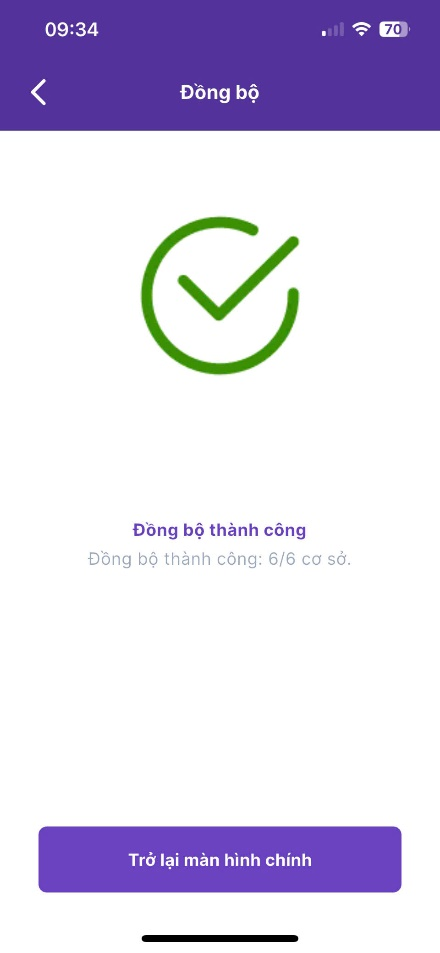 09:34
70
Đồng bộ
Đồng bộ thành công
Đồng bộ thành công: 6/6 cơ sở.
Trở lại màn hình chính